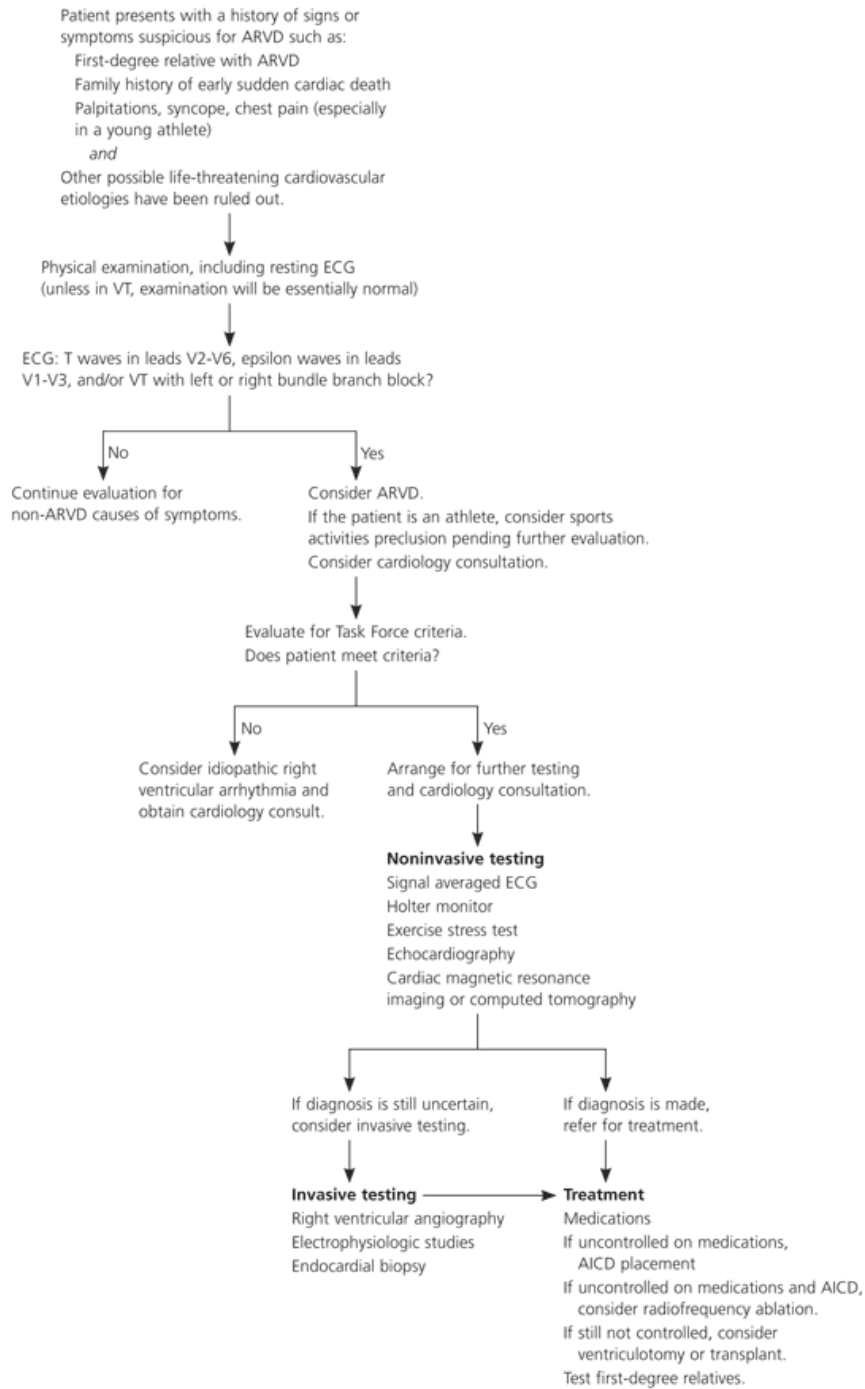 Patient presents with a history of signs or
symptoms suspicious for ARVD such as:
First-degree relative with ARVD
Family history of early sudden cardiac death
Palpitations, syncope, chest pain (especially
in a young athlete)
and
Other possible life-threatening cardiovascular
etiologies have been ruled out.
Physical examination, including resting ECG
(unless in VT, examination will be essentially normal)
ECG: T waves in leads V2-V6, epsilon waves in leads
V1-V3, and/or VT with left or right bundle branch block?
No
Yes
Continue evaluation for
non-ARVD causes of symptoms.
Consider ARVD.
If the patient is an athlete, consider sports
activities preclusion pending further evaluation.
Consider cardiology consultation.
Evaluate for Task Force criteria.
Does patient meet criteria?
No
Yes
Consider idiopathic right
ventricular arrhythmia and
obtain cardiology consult.
Arrange for further testing
and cardiology consultation.
Noninvasive testing
Signal averaged ECG
Holter monitor
Exercise stress test
Echocardiography
Cardiac magnetic resonance
imaging or computed tomography
If diagnosis is still uncertain,
consider invasive testing.
If diagnosis is made,
refer for treatment.
Invasive testing
Right ventricular angiography
Electrophysiologic studies
Endocardial biopsy
Treatment
Medications
If uncontrolled on medications,
AICD placement
If uncontrolled on medications and AICD,
consider radiofrequency ablation.
If still not controlled, consider
ventriculotomy or transplant.
Test first-degree relatives.